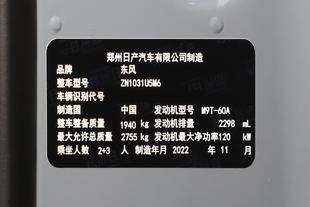 郑州日产汽车有限公司制造
品牌 东风
整车型号 ZN1031U5M6
车辆识别代号
制造国 中国 发动机型号 M9T-60A
整车整备质量 1940 kg 发动机排量 2298 mL
最大允许总质量 2755 kg 发动机最大净功率 120 kW
乘坐人数 2+3 人 制造年月 2022 年 11 月